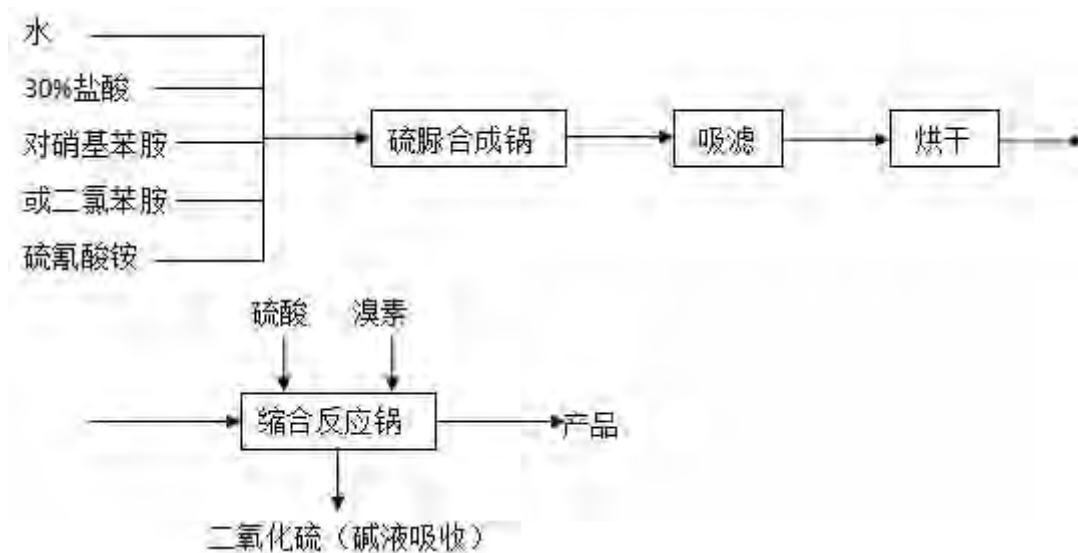 水
30%盐酸
对硝基苯胺
或二氯苯胺
硫氰酸铵
硫脲合成锅
吸滤
烘干
硫酸
溴素
缩合反应锅
产品
二氧化硫（碱液吸收）